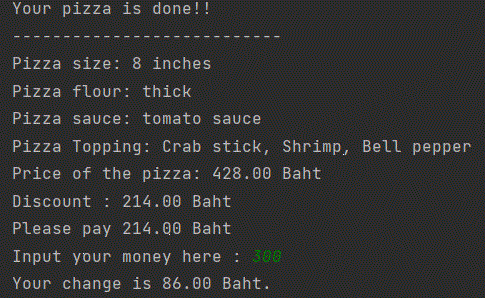 Your pizza is done!!
---------------------------
Pizza size: 8 inches
Pizza flour: thick
Pizza sauce: tomato sauce
Pizza Topping: Crab stick, Shrimp, Bell pepper
Price of the pizza: 428.00 Baht
Discount : 214.00 Baht
Please pay 214.00 Baht
Input your money here : 300
Your change is 86.00 Baht.